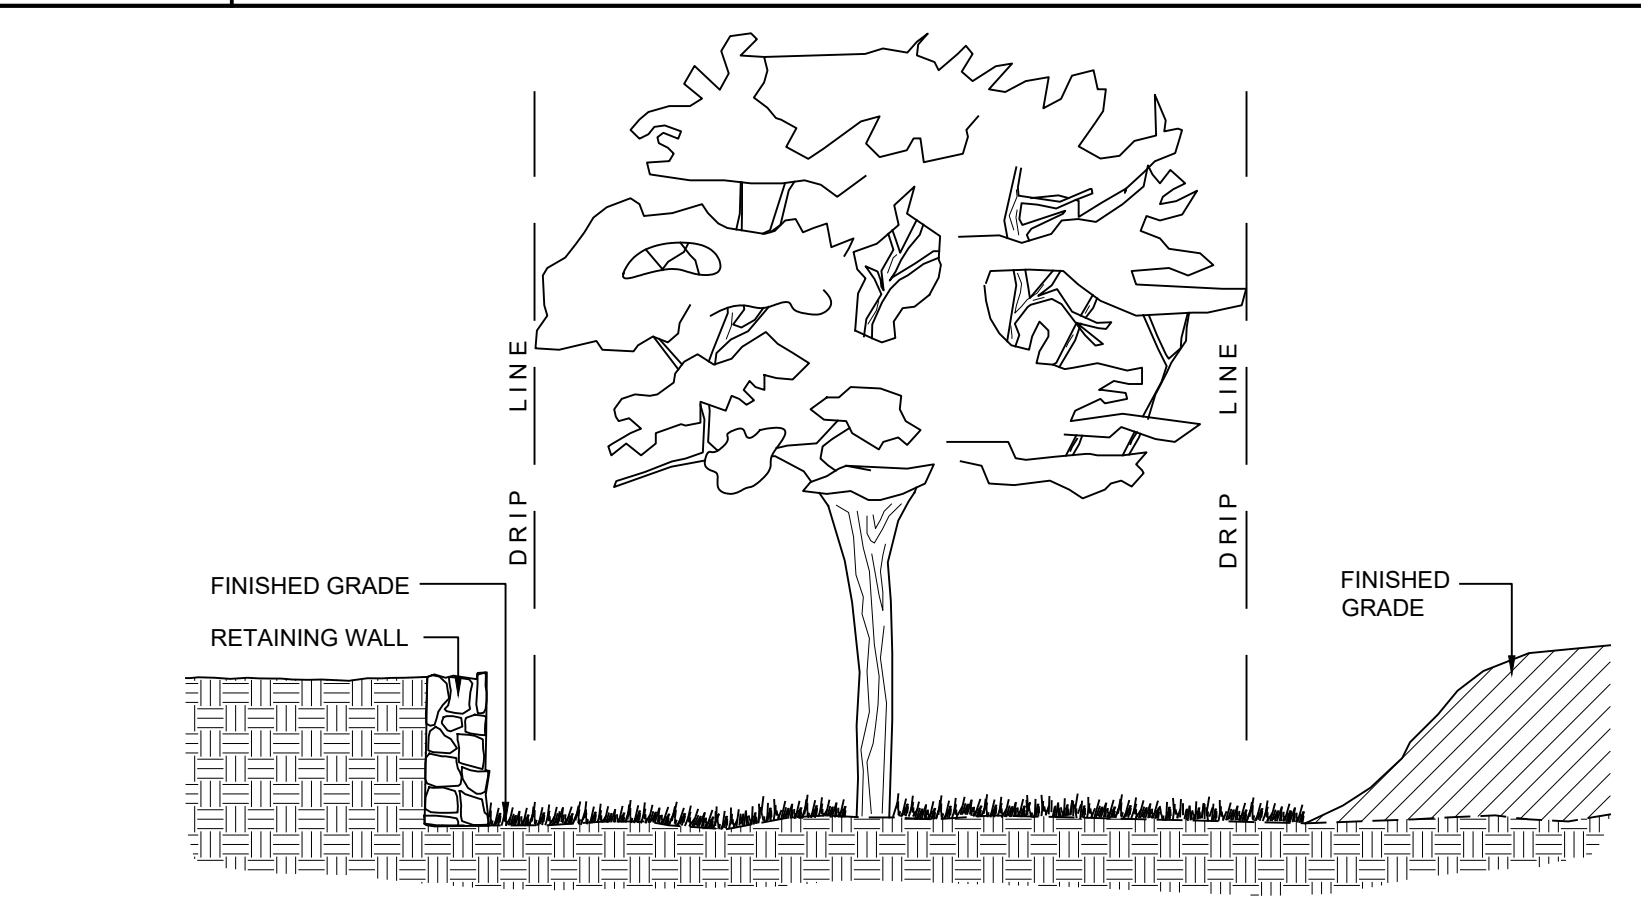 DRIP LINE
DRIP LINE
FINISHED GRADE
RETAINING WALL
FINISHED
GRADE